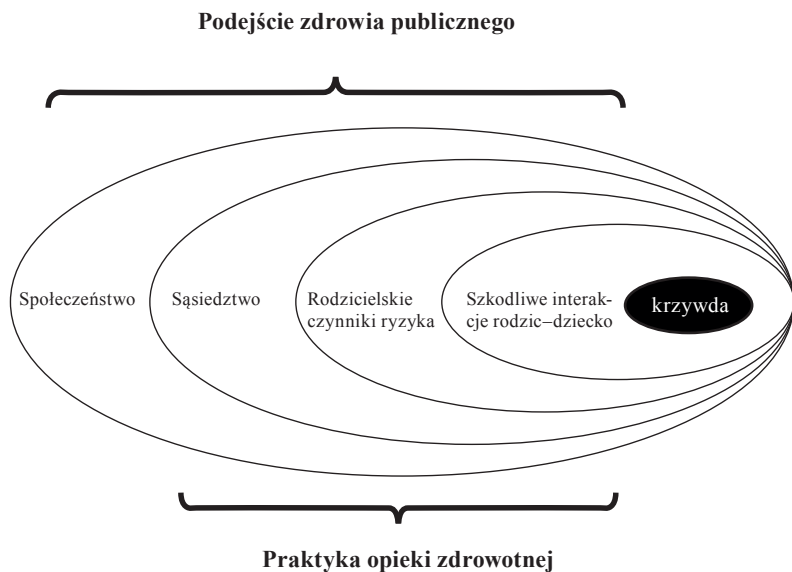 Podejście zdrowia publicznego
Społeczeństwo
Sąsiedztwo
Rodzicielskie
czynniki ryzyka
Szkodliwe interak-
cje rodzic–dziecko
krzywda
Praktyka opieki zdrowotnej